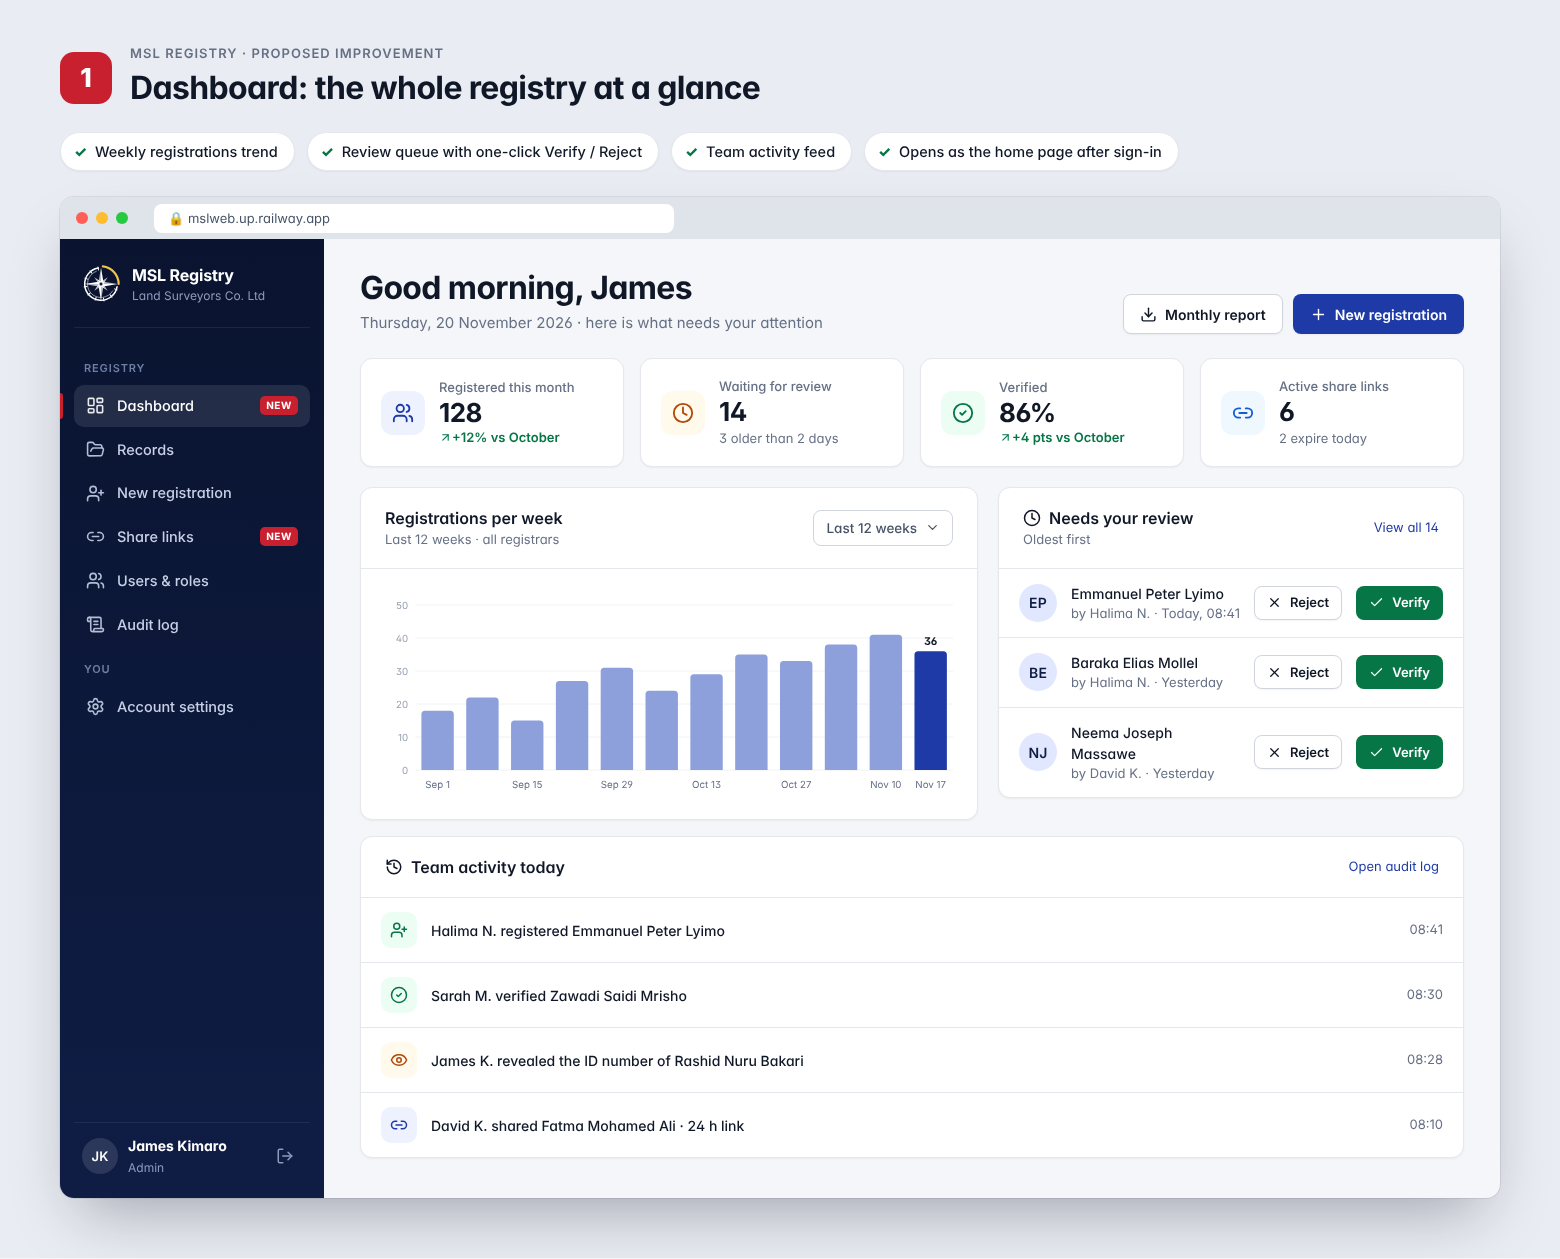 1
MSL REGISTRY · PROPOSED IMPROVEMENT
Dashboard: the whole registry at a glance
Weekly registrations trend
Review queue with one-click Verify / Reject
Team activity feed
Opens as the home page after sign-in
mslweb.up.railway.app
MSL Registry
Land Surveyors Co. Ltd
REGISTRY
Dashboard NEW
Records
New registration
Share links NEW
Users & roles
Audit log
YOU
Account settings
JK
James Kimaro
Admin
Good morning, James
Thursday, 20 November 2026 · here is what needs your attention
Monthly report
New registration
Registered this month
128
+12% vs October
Waiting for review
14
3 older than 2 days
Verified
86%
+4 pts vs October
Active share links
6
2 expire today
Registrations per week
Last 12 weeks · all registrars
Last 12 weeks
50
40
30
20
10
0
36
Sep 1 Sep 15 Sep 29 Oct 13 Oct 27 Nov 10 Nov 17
Needs your review
Oldest first
View all 14
EP
Emmanuel Peter Lyimo
by Halima N. · Today, 08:41
Reject
Verify
BE
Baraka Elias Mollel
by Halima N. · Yesterday
Reject
Verify
NJ
Neema Joseph
Massawe
by David K. · Yesterday
Reject
Verify
Team activity today
Open audit log
Halima N. registered Emmanuel Peter Lyimo 08:41
Sarah M. verified Zawadi Saidi Mrisho 08:30
James K. revealed the ID number of Rashid Nuru Bakari 08:28
David K. shared Fatma Mohamed Ali · 24 h link 08:10